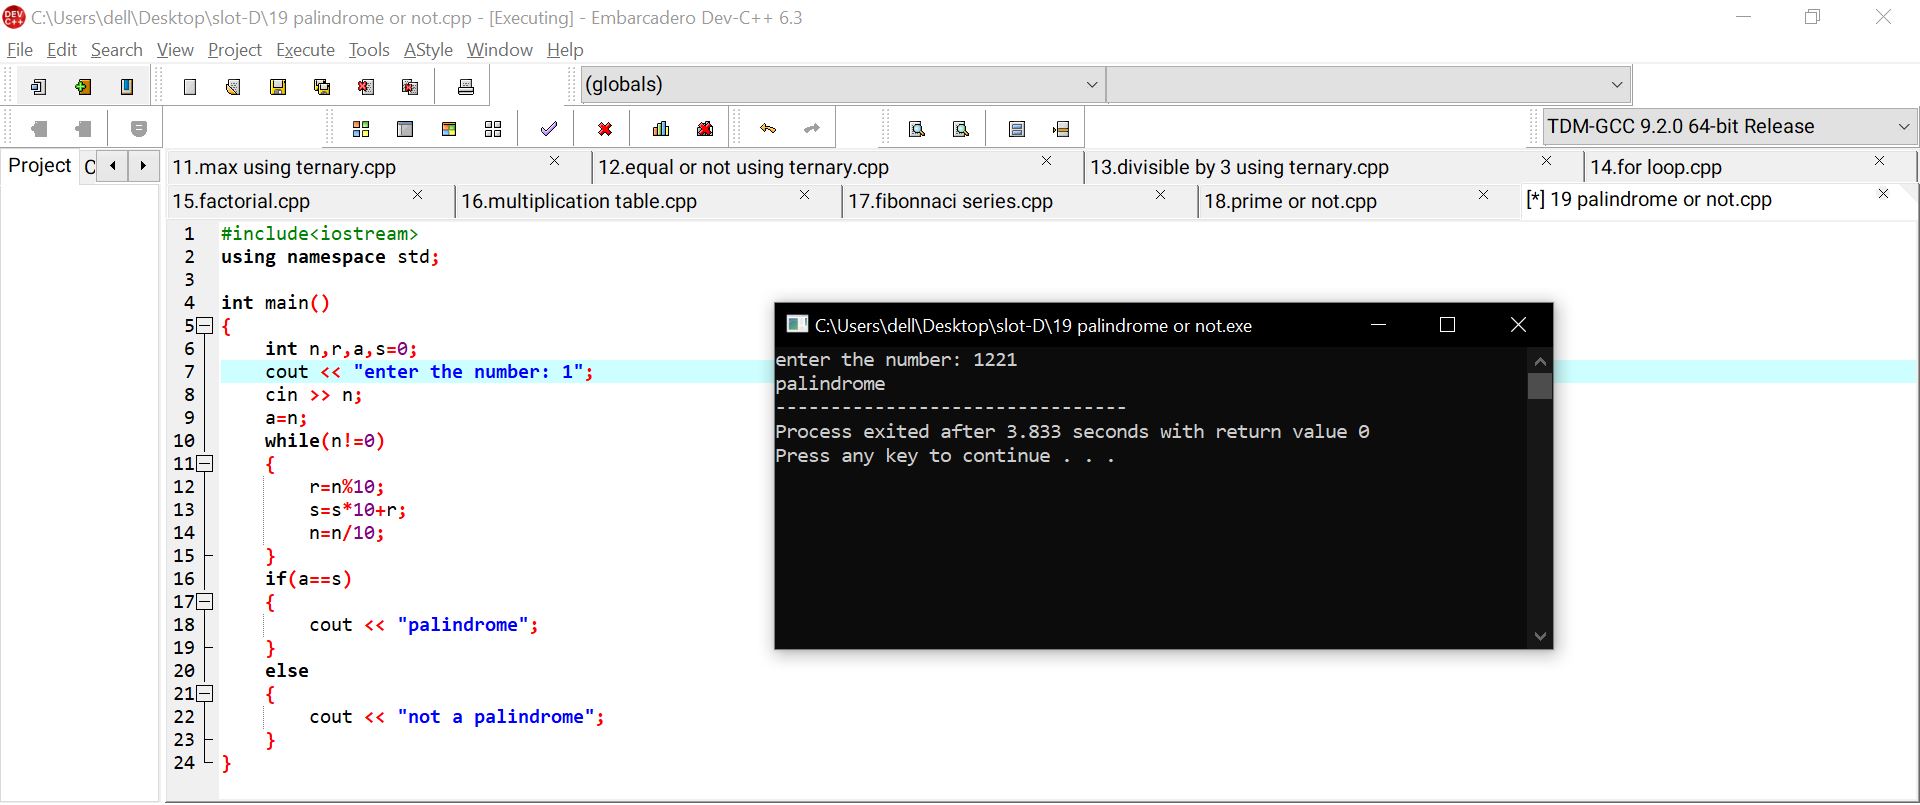 C:\Users\dell\Desktop\slot-D\19 palindrome or not.cpp - [Executing] - Embarcadero Dev-C++ 6.3
File Edit Search View Project Execute Tools AStyle Window Help
(globals)
TDM-GCC 9.2.0 64-bit Release
Project C
11.max using ternary.cpp 12.equal or not using ternary.cpp 13.divisible by 3 using ternary.cpp 14.for loop.cpp
15.factorial.cpp 16.multiplication table.cpp 17.fibonnaci series.cpp 18.prime or not.cpp [*] 19 palindrome or not.cpp
1 #include<iostream>
2 using namespace std;
3
4 int main()
5 {
6 int n,r,a,s=0;
7 cout << "enter the number: 1";
8 cin >> n;
9 a=n;
10 while(n!=0)
11 {
12 r=n%10;
13 s=s*10+r;
14 n=n/10;
15 }
16 if(a==s)
17 {
18 cout << "palindrome";
19 }
20 else
21 {
22 cout << "not a palindrome";
23 }
24 }
C:\Users\dell\Desktop\slot-D\19 palindrome or not.exe
enter the number: 1221
palindrome
--------------------------------
Process exited after 3.833 seconds with return value 0
Press any key to continue . . .